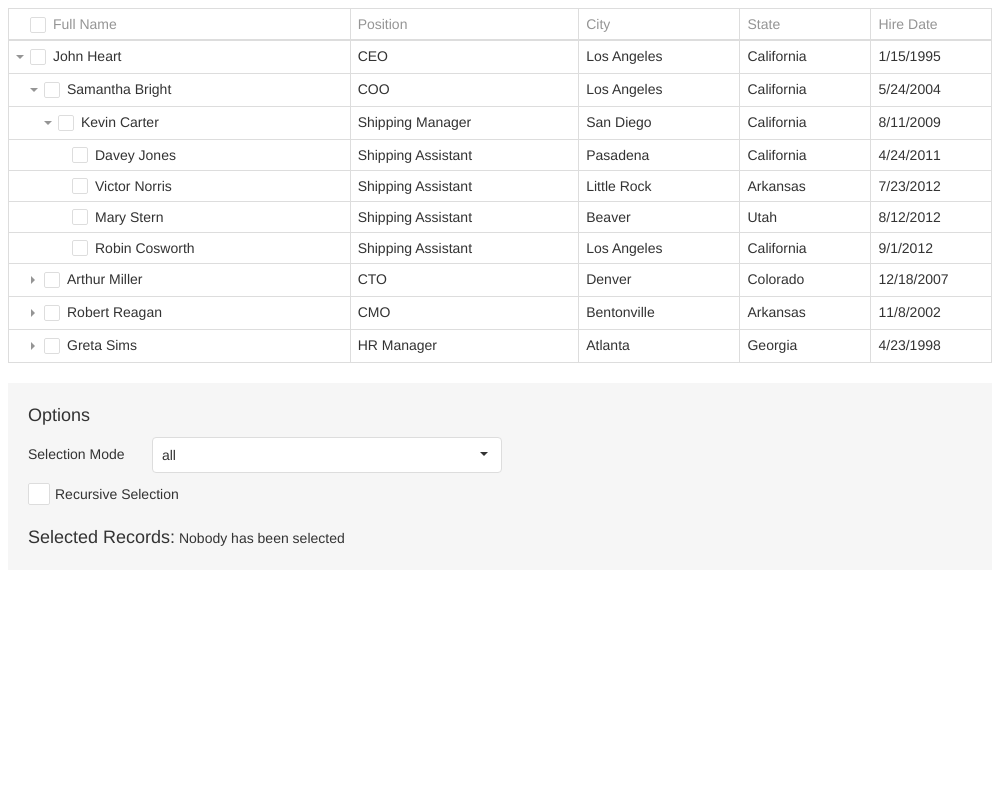 Full Name Position City State Hire Date
John Heart CEO Los Angeles California 1/15/1995
Samantha Bright COO Los Angeles California 5/24/2004
Kevin Carter Shipping Manager San Diego California 8/11/2009
Davey Jones Shipping Assistant Pasadena California 4/24/2011
Victor Norris Shipping Assistant Little Rock Arkansas 7/23/2012
Mary Stern Shipping Assistant Beaver Utah 8/12/2012
Robin Cosworth Shipping Assistant Los Angeles California 9/1/2012
Arthur Miller CTO Denver Colorado 12/18/2007
Robert Reagan CMO Bentonville Arkansas 11/8/2002
Greta Sims HR Manager Atlanta Georgia 4/23/1998
Options
Selection Mode all
Recursive Selection
Selected Records: Nobody has been selected